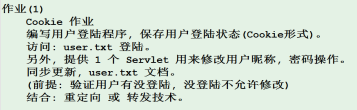 作业(1)
Cookie 作业
编写用户登陆程序，保存用户登陆状态(Cookie形式)。
访问: user.txt 登陆。
另外，提供 1 个 Servlet 用来修改用户昵称，密码操作。
同步更新，user.txt 文档。
(前提: 验证用户有没登陆，没登陆不允许修改)
结合: 重定向 或 转发技术。